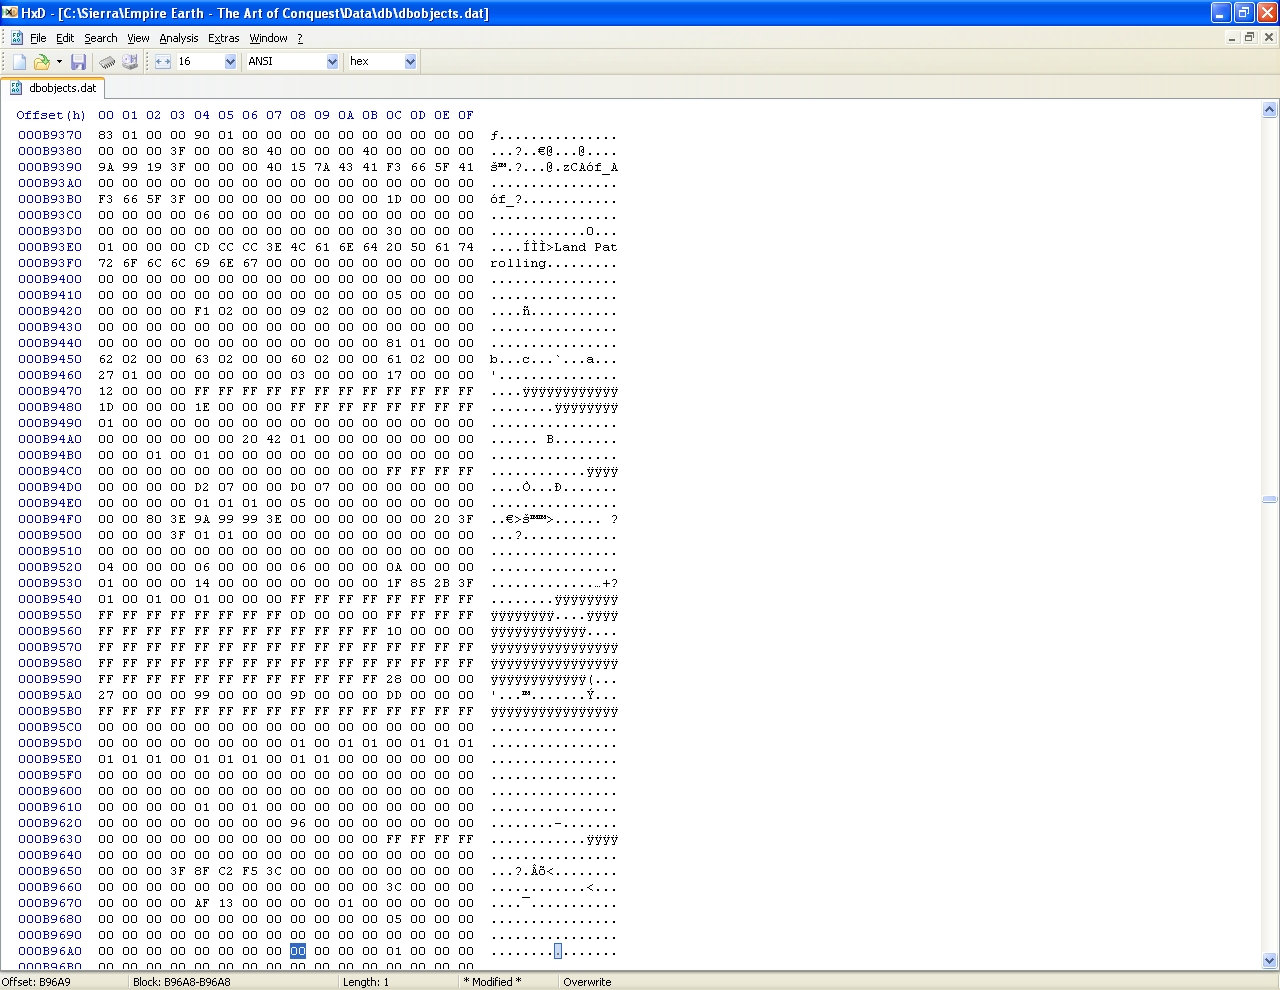 HxD - [C:\Sierra\Empire Earth - The Art of Conquest\Data\db\dbobjects.dat]
File Edit Search View Analysis Extras Window ?
16 ANSI hex
dbobjects.dat
Offset(h) 00 01 02 03 04 05 06 07 08 09 0A 0B 0C 0D 0E 0F
000B9370 83 01 00 00 90 01 00 00 00 00 00 00 00 00 00 00 ƒ...............
000B9380 00 00 00 3F 00 00 80 40 00 00 00 40 00 00 00 00 ...?..€@...@....
000B9390 9A 99 19 3F 00 00 00 40 15 7A 43 41 F3 66 5F 41 š™.?...@.zCAóf_A
000B93A0 00 00 00 00 00 00 00 00 00 00 00 00 00 00 00 00 ................
000B93B0 F3 66 5F 3F 00 00 00 00 00 00 00 00 1D 00 00 00 óf_?............
000B93C0 00 00 00 00 06 00 00 00 00 00 00 00 00 00 00 00 ................
000B93D0 00 00 00 00 00 00 00 00 00 00 00 00 30 00 00 00 ............0...
000B93E0 01 00 00 00 CD CC CC 3E 4C 61 6E 64 20 50 61 74 ....ÍÌÌ>Land Pat
000B93F0 72 6F 6C 6C 69 6E 67 00 00 00 00 00 00 00 00 00 rolling.........
000B9400 00 00 00 00 00 00 00 00 00 00 00 00 00 00 00 00 ................
000B9410 00 00 00 00 00 00 00 00 00 00 00 00 05 00 00 00 ................
000B9420 00 00 00 00 F1 02 00 00 09 02 00 00 00 00 00 00 ....ñ...........
000B9430 00 00 00 00 00 00 00 00 00 00 00 00 00 00 00 00 ................
000B9440 00 00 00 00 00 00 00 00 00 00 00 00 81 01 00 00 ................
000B9450 62 02 00 00 63 02 00 00 60 02 00 00 61 02 00 00 b...c...`...a...
000B9460 27 01 00 00 00 00 00 00 03 00 00 00 17 00 00 00 '...............
000B9470 12 00 00 00 FF FF FF FF FF FF FF FF FF FF FF FF ....ÿÿÿÿÿÿÿÿÿÿÿÿ
000B9480 1D 00 00 00 1E 00 00 00 FF FF FF FF FF FF FF FF ........ÿÿÿÿÿÿÿÿ
000B9490 01 00 00 00 00 00 00 00 00 00 00 00 00 00 00 00 ................
000B94A0 00 00 00 00 00 00 20 42 01 00 00 00 00 00 00 00 ...... B........
000B94B0 00 00 01 00 01 00 00 00 00 00 00 00 00 00 00 00 ................
000B94C0 00 00 00 00 00 00 00 00 00 00 00 00 FF FF FF FF ............ÿÿÿÿ
000B94D0 00 00 00 00 D2 07 00 00 D0 07 00 00 00 00 00 00 ....Ò...Ð.......
000B94E0 00 00 00 00 01 01 01 00 05 00 00 00 00 00 00 00 ................
000B94F0 00 00 80 3E 9A 99 99 3E 00 00 00 00 00 00 20 3F ..€>š™™>...... ?
000B9500 00 00 00 3F 01 01 00 00 00 00 00 00 00 00 00 00 ...?............
000B9510 00 00 00 00 00 00 00 00 00 00 00 00 00 00 00 00 ................
000B9520 04 00 00 00 06 00 00 00 06 00 00 00 0A 00 00 00 ................
000B9530 01 00 00 00 14 00 00 00 00 00 00 00 1F 85 2B 3F .............…+?
000B9540 01 00 01 00 01 00 00 00 FF FF FF FF FF FF FF FF ........ÿÿÿÿÿÿÿÿ
000B9550 FF FF FF FF FF FF FF FF 0D 00 00 00 FF FF FF FF ÿÿÿÿÿÿÿÿ....ÿÿÿÿ
000B9560 FF FF FF FF FF FF FF FF FF FF FF FF 10 00 00 00 ÿÿÿÿÿÿÿÿÿÿÿÿ....
000B9570 FF FF FF FF FF FF FF FF FF FF FF FF FF FF FF FF ÿÿÿÿÿÿÿÿÿÿÿÿÿÿÿÿ
000B9580 FF FF FF FF FF FF FF FF FF FF FF FF FF FF FF FF ÿÿÿÿÿÿÿÿÿÿÿÿÿÿÿÿ
000B9590 FF FF FF FF FF FF FF FF FF FF FF FF 28 00 00 00 ÿÿÿÿÿÿÿÿÿÿÿÿ(...
000B95A0 27 00 00 00 99 00 00 00 9D 00 00 00 DD 00 00 00 '...™.......Ý...
000B95B0 FF FF FF FF FF FF FF FF FF FF FF FF FF FF FF FF ÿÿÿÿÿÿÿÿÿÿÿÿÿÿÿÿ
000B95C0 00 00 00 00 00 00 00 00 00 00 00 00 00 00 00 00 ................
000B95D0 00 00 00 00 00 00 00 00 01 00 01 01 00 01 01 01 ................
000B95E0 01 01 01 00 01 01 01 00 01 01 00 00 00 00 00 00 ................
000B95F0 00 00 00 00 00 00 00 00 00 00 00 00 00 00 00 00 ................
000B9600 00 00 00 00 00 00 00 00 00 00 00 00 00 00 00 00 ................
000B9610 00 00 00 00 01 00 01 00 00 00 00 00 00 00 00 00 ................
000B9620 00 00 00 00 00 00 00 00 96 00 00 00 00 00 00 00 ........–.......
000B9630 00 00 00 00 00 00 00 00 00 00 00 00 FF FF FF FF ............ÿÿÿÿ
000B9640 00 00 00 00 00 00 00 00 00 00 00 00 00 00 00 00 ................
000B9650 00 00 00 3F 8F C2 F5 3C 00 00 00 00 00 00 00 00 ...?.Âõ<........
000B9660 00 00 00 00 00 00 00 00 00 00 00 00 3C 00 00 00 ............<...
000B9670 00 00 00 00 AF 13 00 00 00 00 01 00 00 00 00 00 ....¯...........
000B9680 00 00 00 00 00 00 00 00 00 00 00 00 05 00 00 00 ................
000B9690 00 00 00 00 00 00 00 00 00 00 00 00 00 00 00 00 ................
000B96A0 00 00 00 00 00 00 00 00 00 00 00 00 01 00 00 00 ................
000B96B0 00 00 00 00 00 00 00 00 00 00 00 00 00 00 00 00 ................
Offset: B96A9 Block: B96A8-B96A8 Length: 1 * Modified * Overwrite